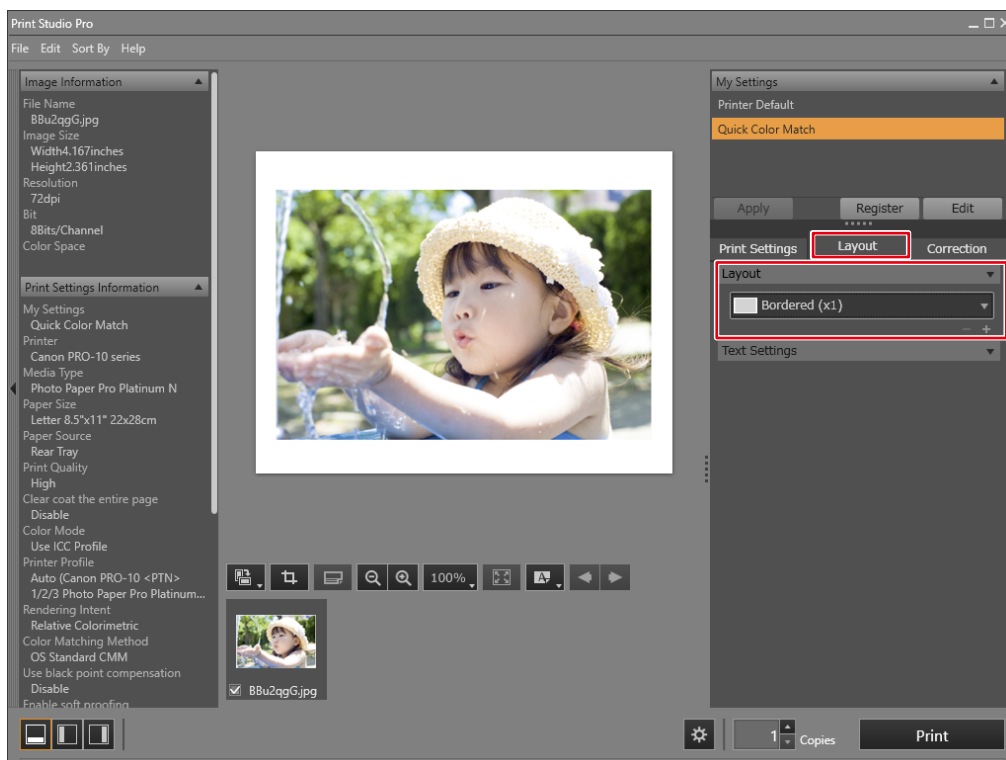 Print Studio Pro
File Edit Sort By Help
Image Information
File Name
BBu2qgG.jpg
Image Size
Width4.167inches
Height2.361inches
Resolution
72dpi
Bit
8Bits/Channel
Color Space
Print Settings Information
My Settings
Quick Color Match
Printer
Canon PRO-10 series
Media Type
Photo Paper Pro Platinum N
Paper Size
Letter 8.5"x11" 22x28cm
Paper Source
Rear Tray
Print Quality
High
Clear coat the entire page
Disable
Color Mode
Use ICC Profile
Printer Profile
Auto (Canon PRO-10 <PTN>
1/2/3 Photo Paper Pro Platinum...
Rendering Intent
Relative Colorimetric
Color Matching Method
OS Standard CMM
Use black point compensation
Disable
Enable soft proofing
100%
A
BBu2qgG.jpg
My Settings
Printer Default
Quick Color Match
Apply Register Edit
Print Settings Layout Correction
Layout
Bordered (x1)
Text Settings
1 Copies Print